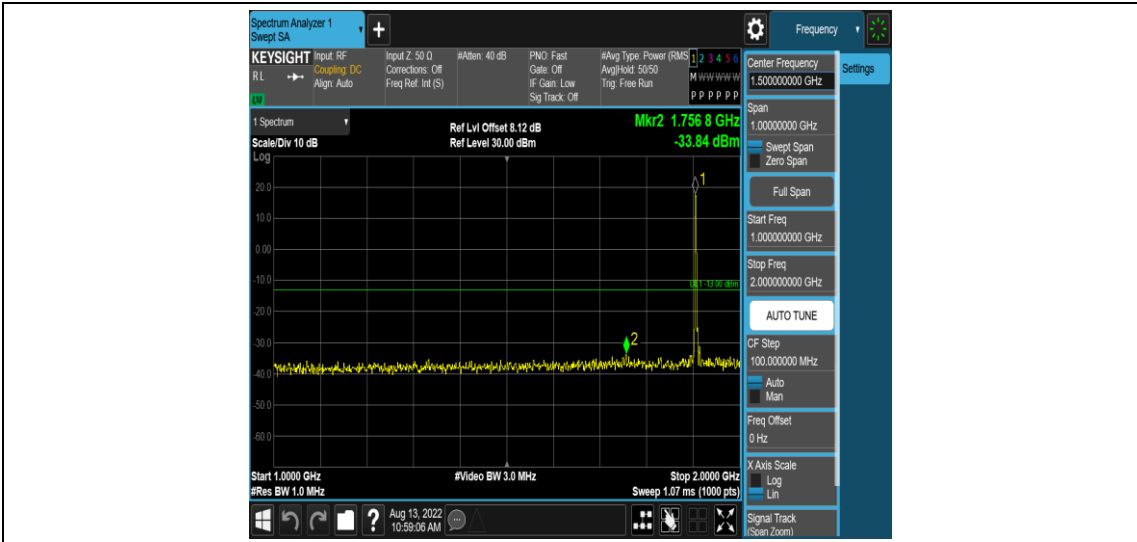 Spectrum Analyzer 1
Swept SA
+
Frequency
KEYSIGHT
RL
LXI
Input: RF
Coupling: DC
Align: Auto
Input Z: 50 Ω
Corrections: Off
Freq Ref: Int (S)
#Atten: 40 dB
PNO: Fast
Gate: Off
IF Gain: Low
Sig Track: Off
#Avg Type: Power (RMS
Avg|Hold: 50/50
Trig: Free Run
1 2 3 4 5 6
M W W W W W
P P P P P P
1 Spectrum
Scale/Div 10 dB
Ref Lvl Offset 8.12 dB
Ref Level 30.00 dBm
Mkr2 1.756 8 GHz
-33.84 dBm
Log
20.0
10.0
0.00
-10.0
-20.0
-30.0
-40.0
-50.0
-60.0
1
DL1 -13.00 dBm
2
Start 1.0000 GHz
#Res BW 1.0 MHz
#Video BW 3.0 MHz
Stop 2.0000 GHz
Sweep 1.07 ms (1000 pts)
?
Aug 13, 2022
10:59:06 AM
Center Frequency
1.500000000 GHz
Settings
Span
1.00000000 GHz
Swept Span
Zero Span
Full Span
Start Freq
1.000000000 GHz
Stop Freq
2.000000000 GHz
AUTO TUNE
CF Step
100.000000 MHz
Auto
Man
Freq Offset
0 Hz
X Axis Scale
Log
Lin
Signal Track
(Span Zoom)